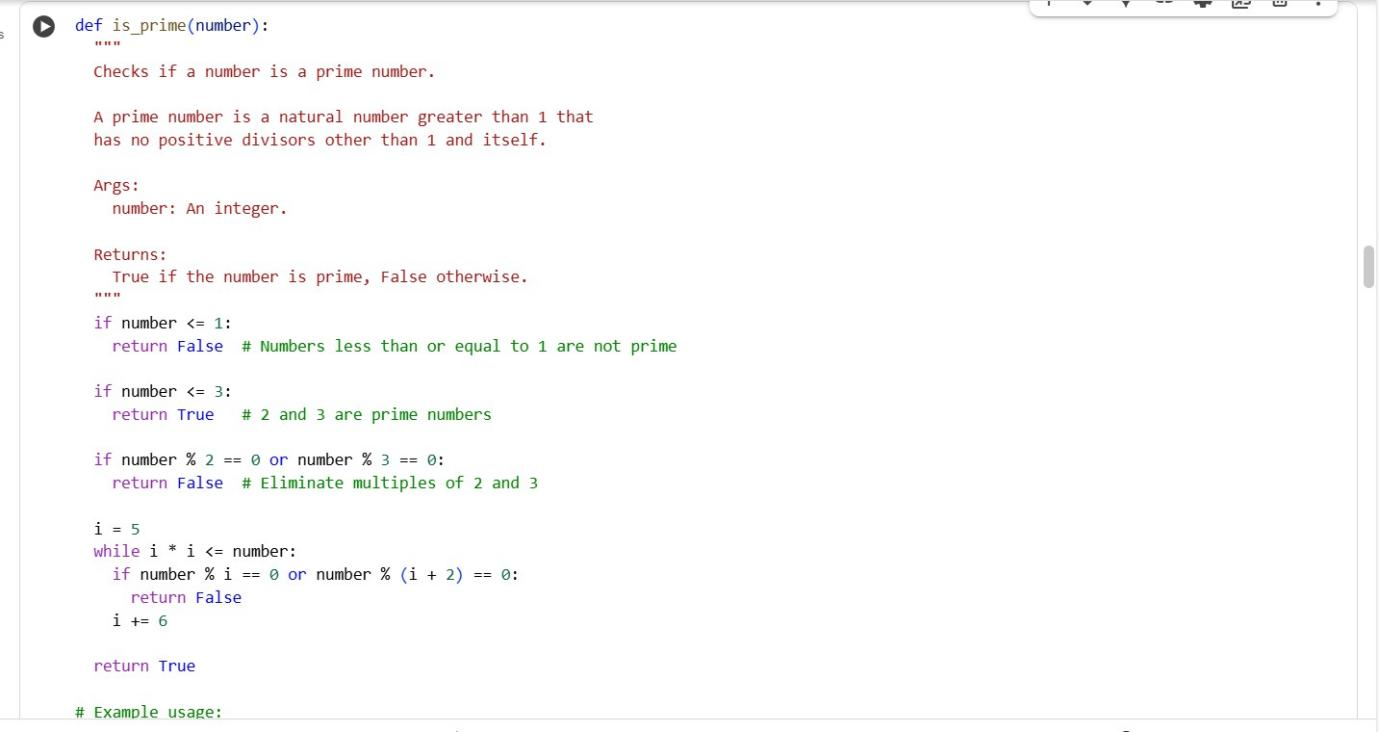 def is_prime(number):
  """
  Checks if a number is a prime number.

  A prime number is a natural number greater than 1 that
  has no positive divisors other than 1 and itself.

  Args:
    number: An integer.

  Returns:
    True if the number is prime, False otherwise.
  """
  if number <= 1:
    return False  # Numbers less than or equal to 1 are not prime

  if number <= 3:
    return True   # 2 and 3 are prime numbers

  if number % 2 == 0 or number % 3 == 0:
    return False  # Eliminate multiples of 2 and 3

  i = 5
  while i * i <= number:
    if number % i == 0 or number % (i + 2) == 0:
      return False
    i += 6

  return True

# Example usage: